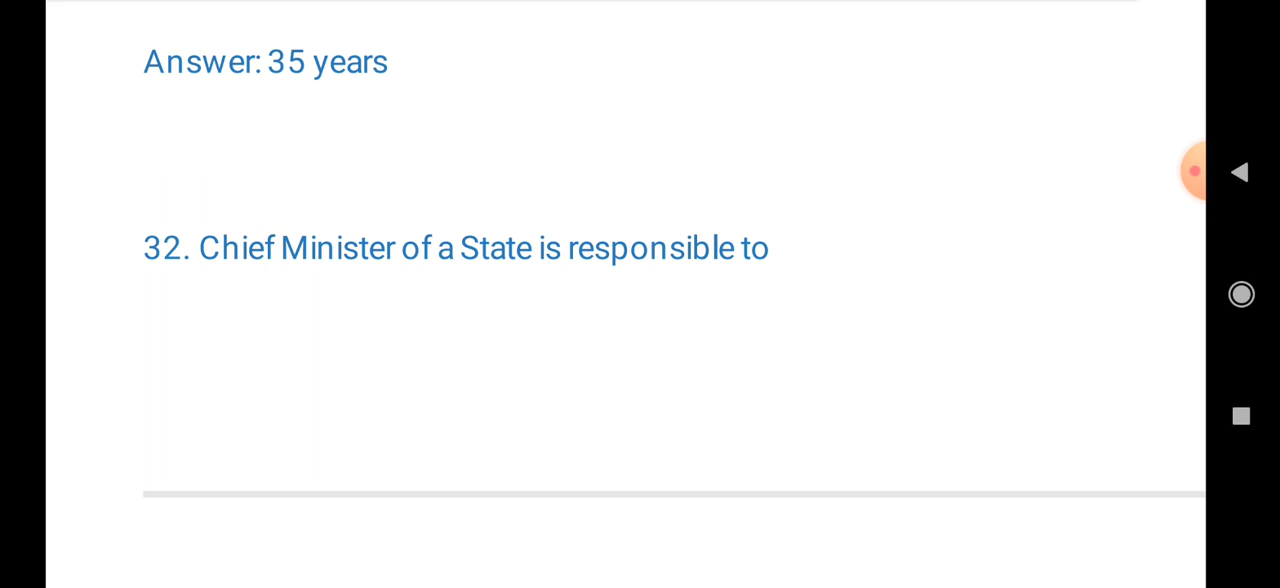 Answer: 35 years
32. Chief Minister of a State is responsible to